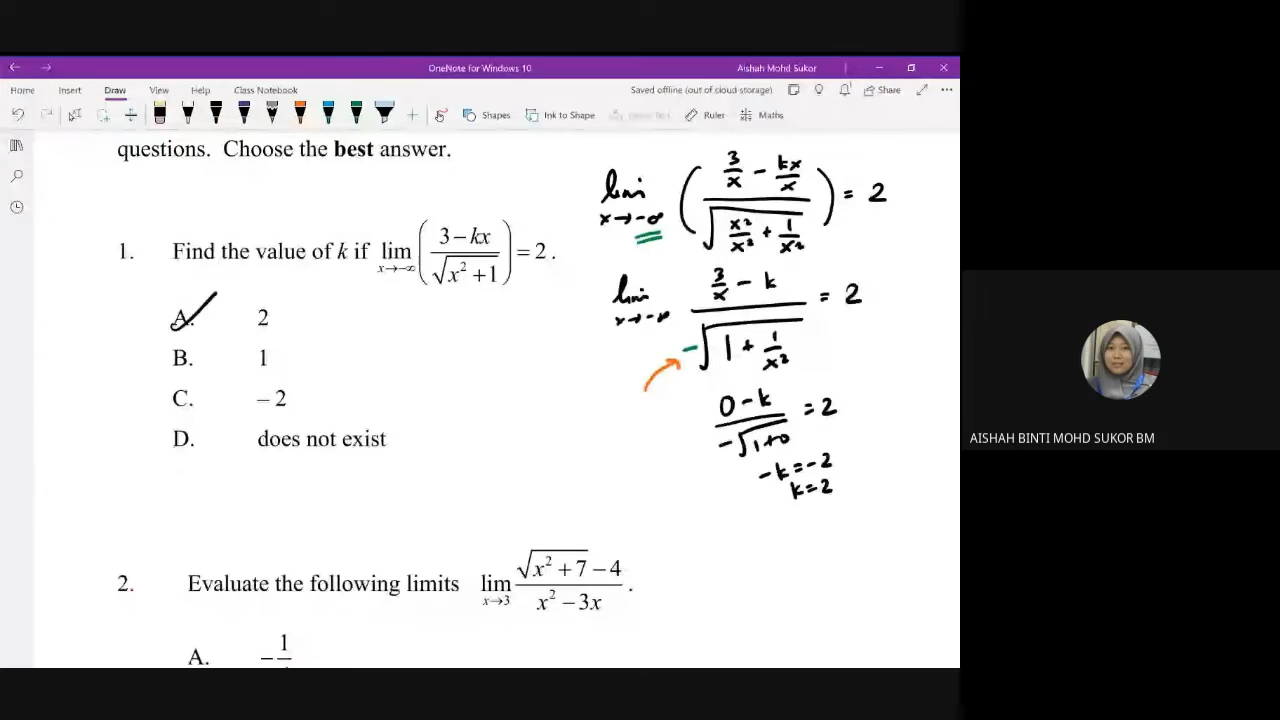 OneNote for Windows 10
Aishah Mohd Sukor
Home Insert Draw View Help Class Notebook
Saved offline (out of cloud storage)
Share
Shapes
Ink to Shape
Ruler
Maths
questions. Choose the best answer.
1. Find the value of k if lim x→-∞ ( (3-kx) / √(x²+1) ) = 2.
A. 2
B. 1
C. – 2
D. does not exist
lim x→-∞ ( (3/x - kx/x) / √(x²/x² + 1/x²) ) = 2
lim x→-∞ (3/x - k) / -√(1 + 1/x²) = 2
(0 - k) / -√(1+0) = 2
-k = -2
k = 2
2. Evaluate the following limits lim x→3 (√(x²+7) - 4) / (x² - 3x).
A. - 1
AISHAH BINTI MOHD SUKOR BM